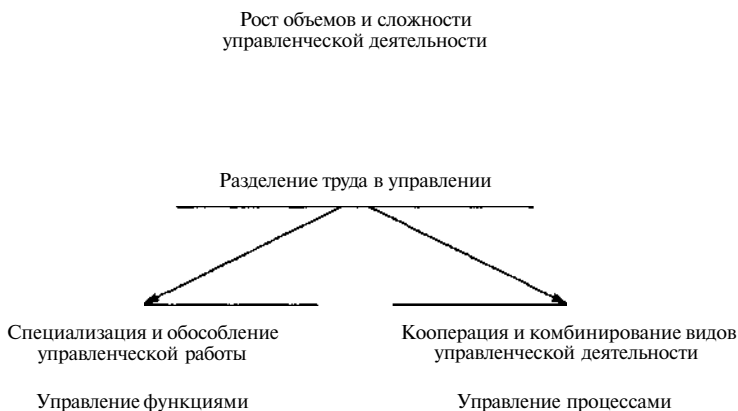 Рост объемов и сложности
управленческой деятельности
Разделение труда в управлении
Специализация и обособление
управленческой работы
Кооперация и комбинирование видов
управленческой деятельности
Управление функциями
Управление процессами